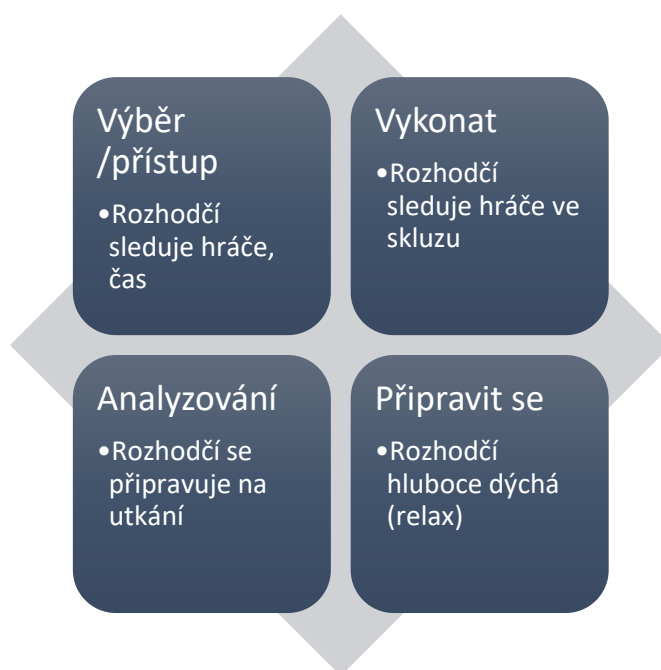 Výběr
/přístup
•Rozhodčí
sleduje hráče,
čas
Vykonat
•Rozhodčí
sleduje hráče ve
skluzu
Analyzování
•Rozhodčí se
připravuje na
utkání
Připravit se
•Rozhodčí
hluboce dýchá
(relax)